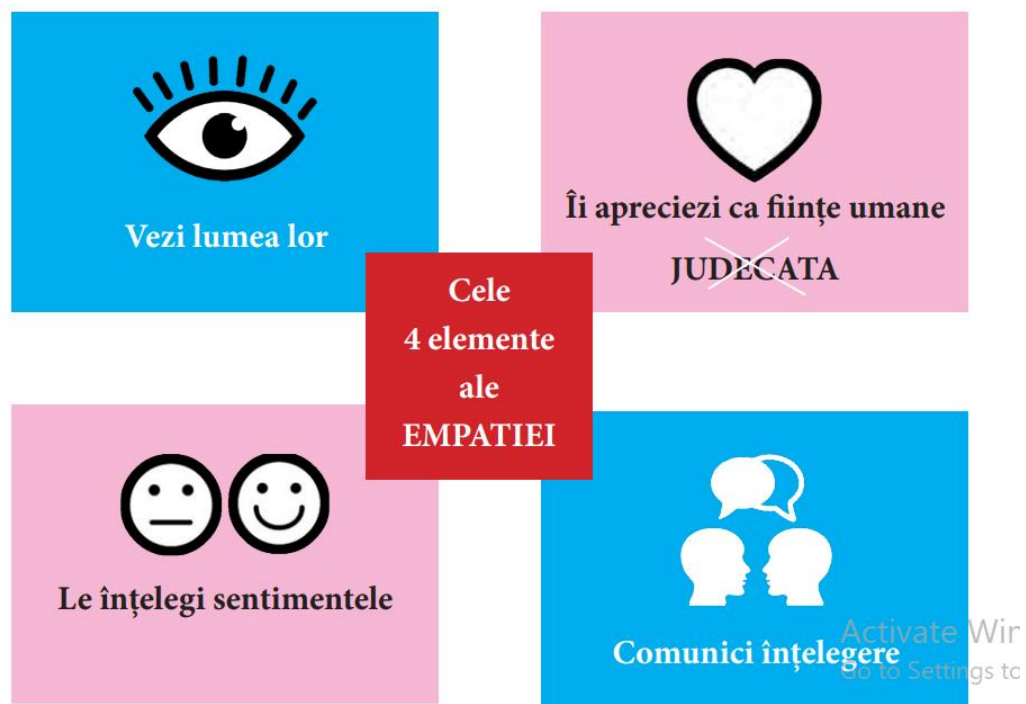 Vezi lumea lor
Îi apreciezi ca ființe umane
JUDECATA
Cele
4 elemente
ale
EMPATIEI
Le înțelegi sentimentele
Comunici înțelegere
Activate Win
Go to Settings to